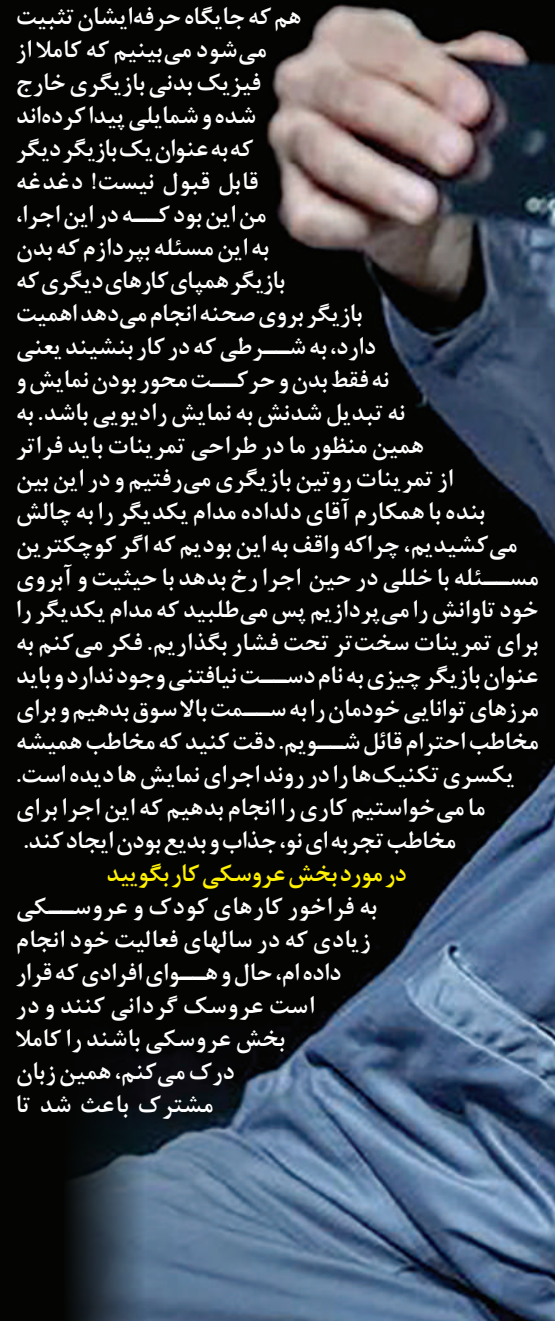 هم که جایگاه حرفه‌ایشان تثبیت
می‌شود می‌بینیم که کاملا از
فیزیک بدنی بازیگری خارج
شده و شمایلی پیدا کرده‌اند
که به عنوان یک بازیگر دیگر
قابل قبول نیست! دغدغه
من این بود کـه در این اجرا،
به این مسئله بپردازم که بدن
بازیگر همپای کارهای دیگری که
بازیگر بروی صحنه انجام می‌دهد اهمیت
دارد، به شـرطی که در کار بنشیند یعنی
نه فقط بدن و حرکـت محور بودن نمایش و
نه تبدیل شدنش به نمایش رادیویی باشد. به
همین منظور ما در طراحی تمرینات باید فراتر
از تمرینات روتین بازیگری می‌رفتیم و در این بین
بنده با همکارم آقای دلداده مدام یکدیگر را به چالش
می‌کشیدیم، چراکه واقف به این بودیم که اگر کوچکترین
مسـئله با خللی در حین اجرا رخ بدهد با حیثیت و آبروی
خود تاوانش را می‌پردازیم پس می‌طلبید که مدام یکدیگر را
برای تمرینات سخت‌تر تحت فشار بگذاریم. فکر می‌کنم به
عنوان بازیگر چیزی به نام دسـت نیافتنی وجود ندارد و باید
مرزهای توانایی خودمان را به سـمت بالا سوق بدهیم و برای
مخاطب احترام قائل شـویم. دقت کنید که مخاطب همیشه
یکسری تکنیک‌ها را در روند اجرای نمایش ها دیده است.
ما می‌خواستیم کاری را انجام بدهیم که این اجرا برای
مخاطب تجربه ای نو، جذاب و بدیع بودن ایجاد کند.
در مورد بخش عروسکی کار بگویید
به فراخور کارهای کودک و عروسـکی
زیادی که در سالهای فعالیت خود انجام
داده ام، حال و هـوای افرادی که قرار
است عروسک گردانی کنند و در
بخش عروسکی باشند را کاملا
درک می‌کنم، همین زبان
مشترک باعث شد تا